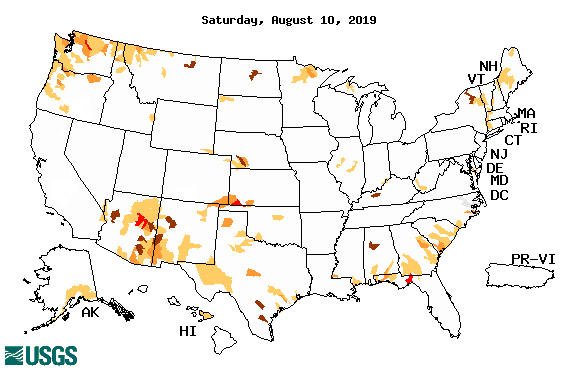 Saturday, August 10, 2019
NH
VT
MA
RI
CT
NJ
DE
MD
DC
PR-VI
AK
HI
USGS